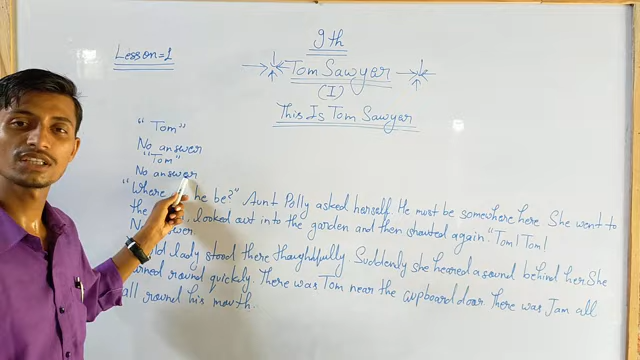 9th
Lesson=1
Tom Sawyer
(I)
This Is Tom Sawyer
"Tom"
No answer
"Tom"
No answer
"Where he be?" Aunt Polly asked herself. He must be somewhere here. She went to
the looked out into the garden and then shouted again. "Tom! Tom!
No
old lady stood there thoughtfully. Suddenly she heared a sound behind her. She
round quickly. There was Tom near the cupboard door. There was Jam all
all round his mouth.